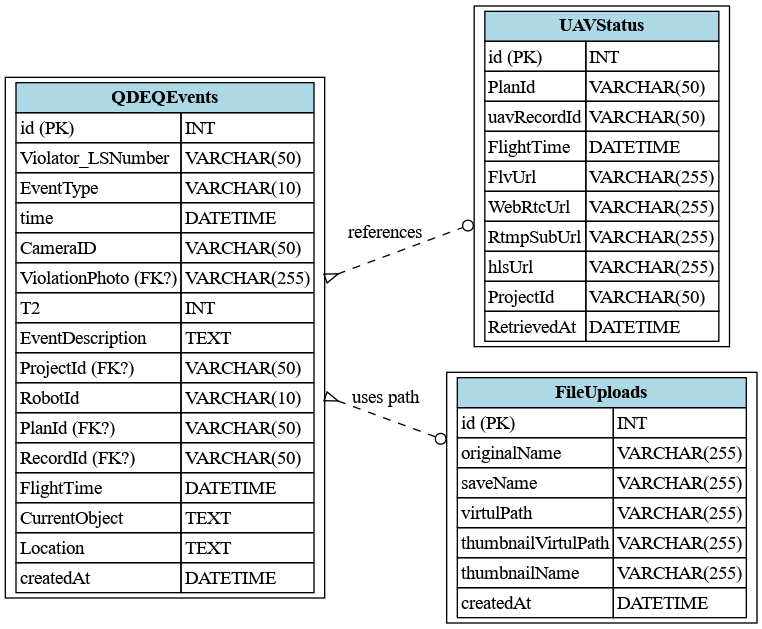 QDEQEvents
id (PK) INT
Violator_LSNumber VARCHAR(50)
EventType VARCHAR(10)
time DATETIME
CameraID VARCHAR(50)
ViolationPhoto (FK?) VARCHAR(255)
T2 INT
EventDescription TEXT
ProjectId (FK?) VARCHAR(50)
RobotId VARCHAR(10)
PlanId (FK?) VARCHAR(50)
RecordId (FK?) VARCHAR(50)
FlightTime DATETIME
CurrentObject TEXT
Location TEXT
createdAt DATETIME
references
uses path
UAVStatus
id (PK) INT
PlanId VARCHAR(50)
uavRecordId VARCHAR(50)
FlightTime DATETIME
FlvUrl VARCHAR(255)
WebRtcUrl VARCHAR(255)
RtmpSubUrl VARCHAR(255)
hlsUrl VARCHAR(255)
ProjectId VARCHAR(50)
RetrievedAt DATETIME
FileUploads
id (PK) INT
originalName VARCHAR(255)
saveName VARCHAR(255)
virtulPath VARCHAR(255)
thumbnailVirtulPath VARCHAR(255)
thumbnailName VARCHAR(255)
createdAt DATETIME